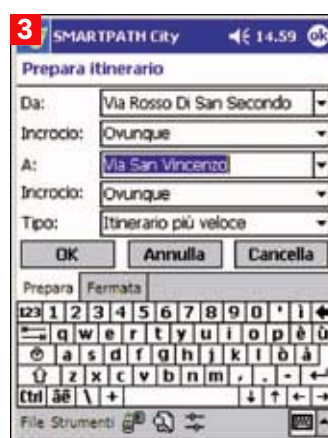 3 SMARTPATH City 14.59 ok
Prepara itinerario
Da: Via Rosso Di San Secondo
Incrocio: Ovunque
A: Via San Vincenzo
Incrocio: Ovunque
Tipo: Itinerario più veloce
OK Annulla Cancella
Prepara Fermata
123 1 2 3 4 5 6 7 8 9 0 ' ì
q w e r t y u i o p è ù
a s d f g h j k l ò à
z x c v b n m , . -
Ctrl áë \ +
File Strumenti